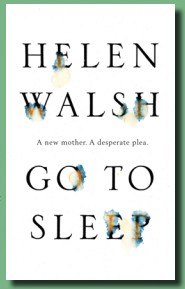 HELEN
WALSH
A new mother. A desperate plea.
GO TO
SLEEP